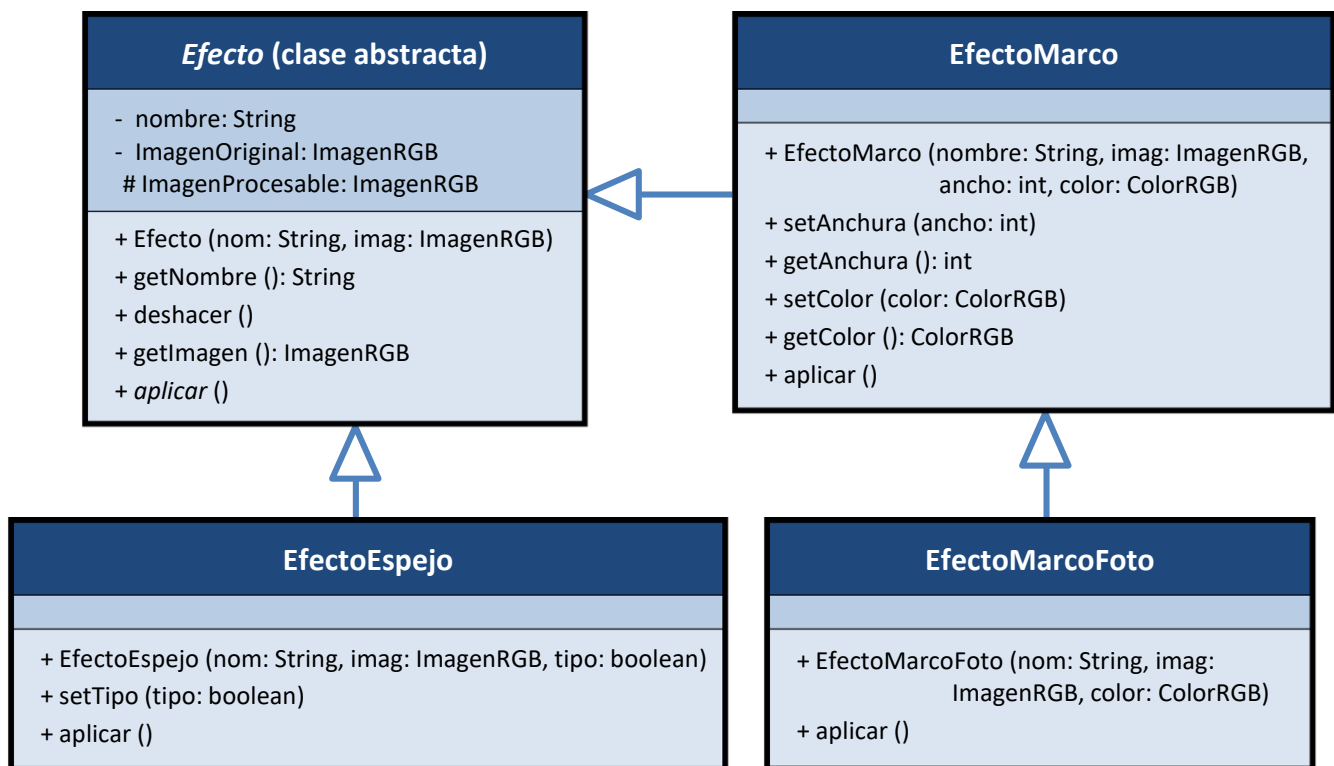 Efecto (clase abstracta)
- nombre: String
- ImagenOriginal: ImagenRGB
# ImagenProcesable: ImagenRGB
+ Efecto (nom: String, imag: ImagenRGB)
+ getNombre (): String
+ deshacer ()
+ getImagen (): ImagenRGB
+ aplicar ()
EfectoMarco
+ EfectoMarco (nombre: String, imag: ImagenRGB,
ancho: int, color: ColorRGB)
+ setAnchura (ancho: int)
+ getAnchura (): int
+ setColor (color: ColorRGB)
+ getColor (): ColorRGB
+ aplicar ()
EfectoEspejo
+ EfectoEspejo (nom: String, imag: ImagenRGB, tipo: boolean)
+ setTipo (tipo: boolean)
+ aplicar ()
EfectoMarcoFoto
+ EfectoMarcoFoto (nom: String, imag:
ImagenRGB, color: ColorRGB)
+ aplicar ()